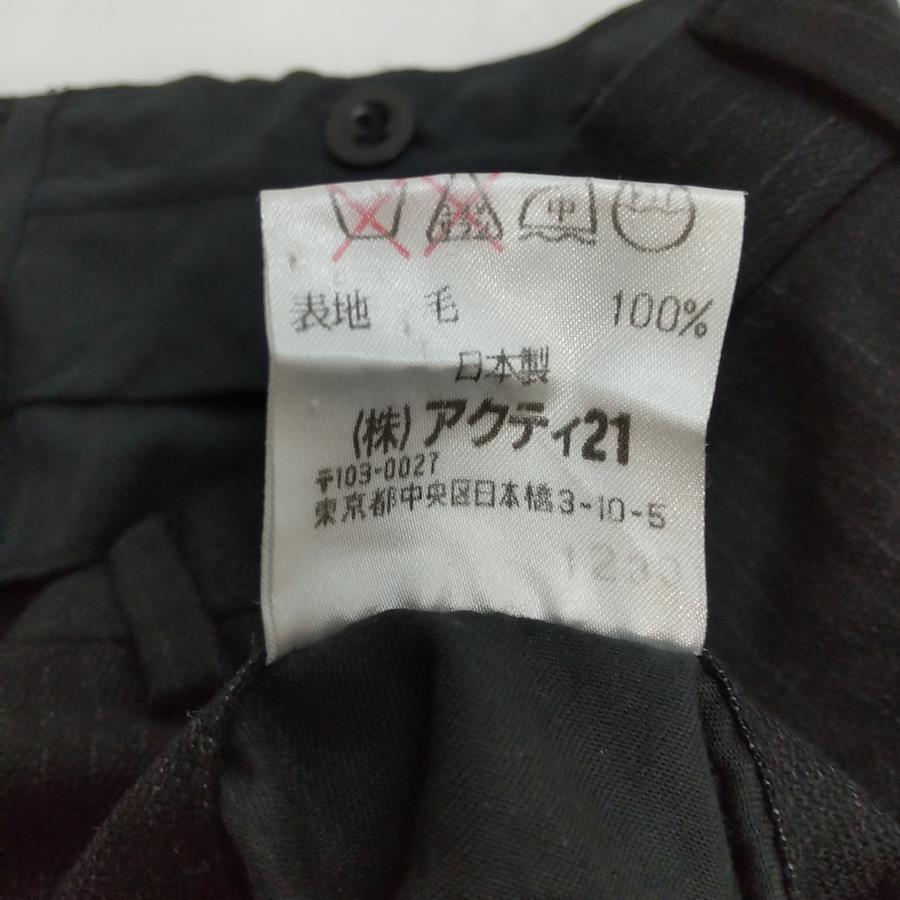 中
表地 毛 100%
日本製
(株)アクティ21
〒103-0027
東京都中央区日本橋3-10-5